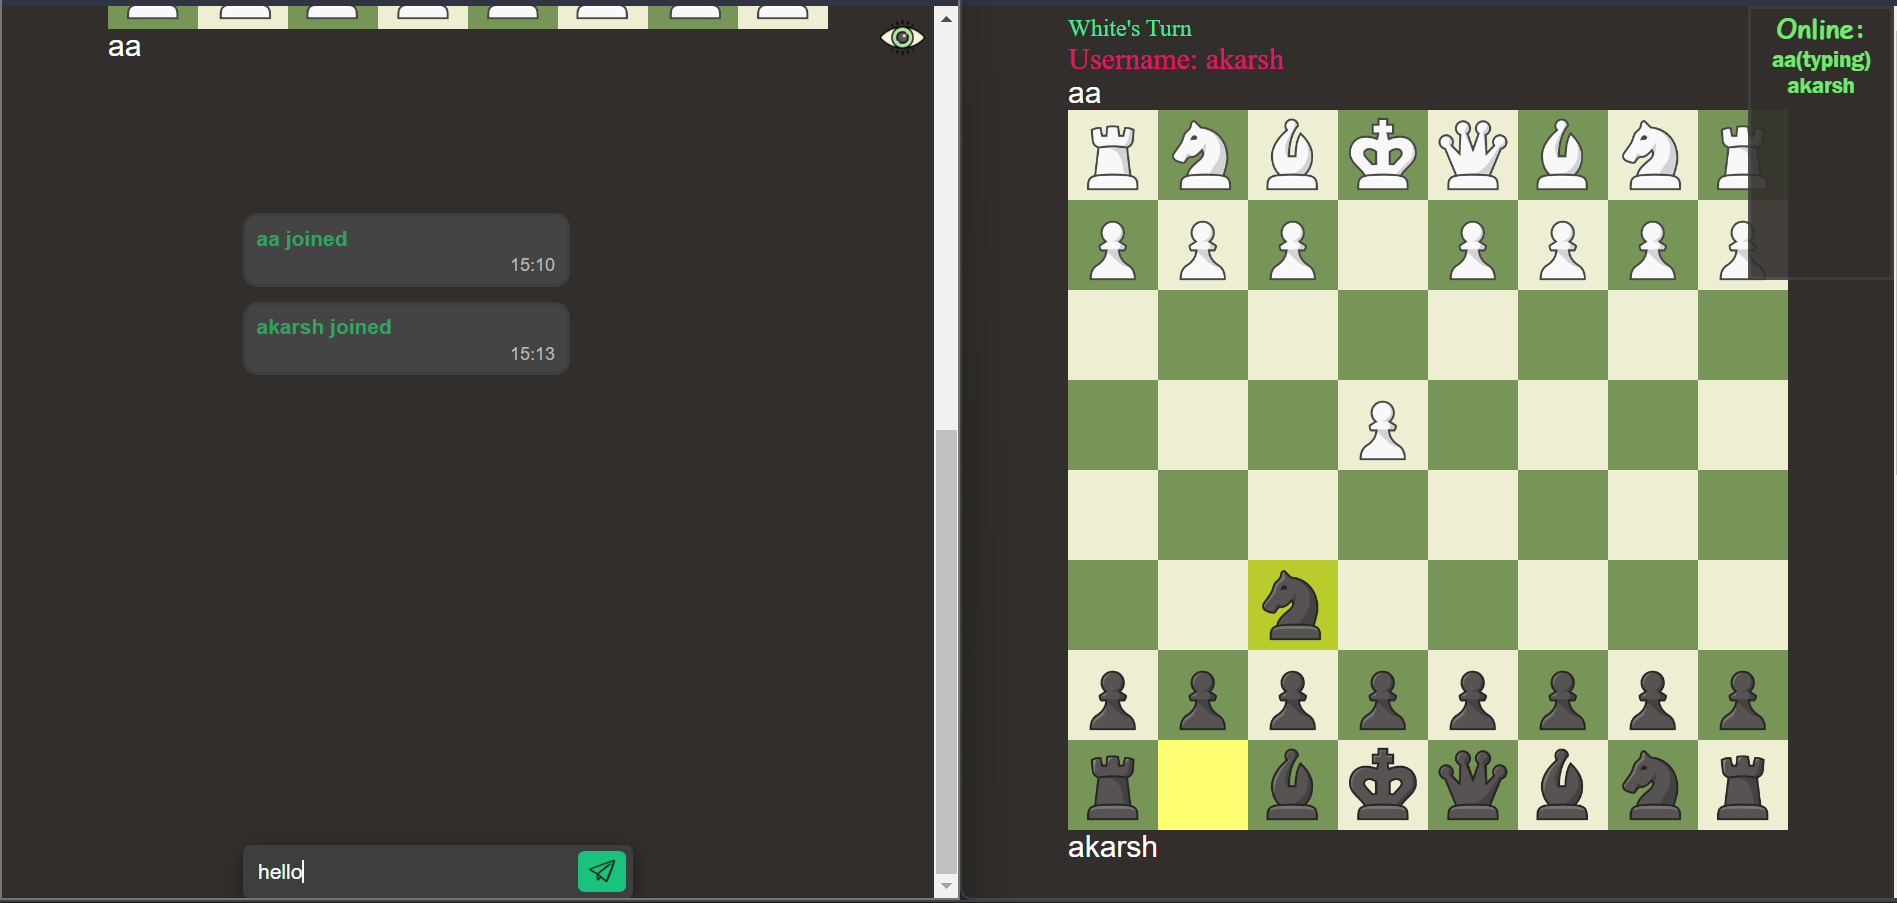 aa
aa joined
15:10
akarsh joined
15:13
hello
White's Turn
Username: akarsh
aa
akarsh
Online:
aa(typing)
akarsh